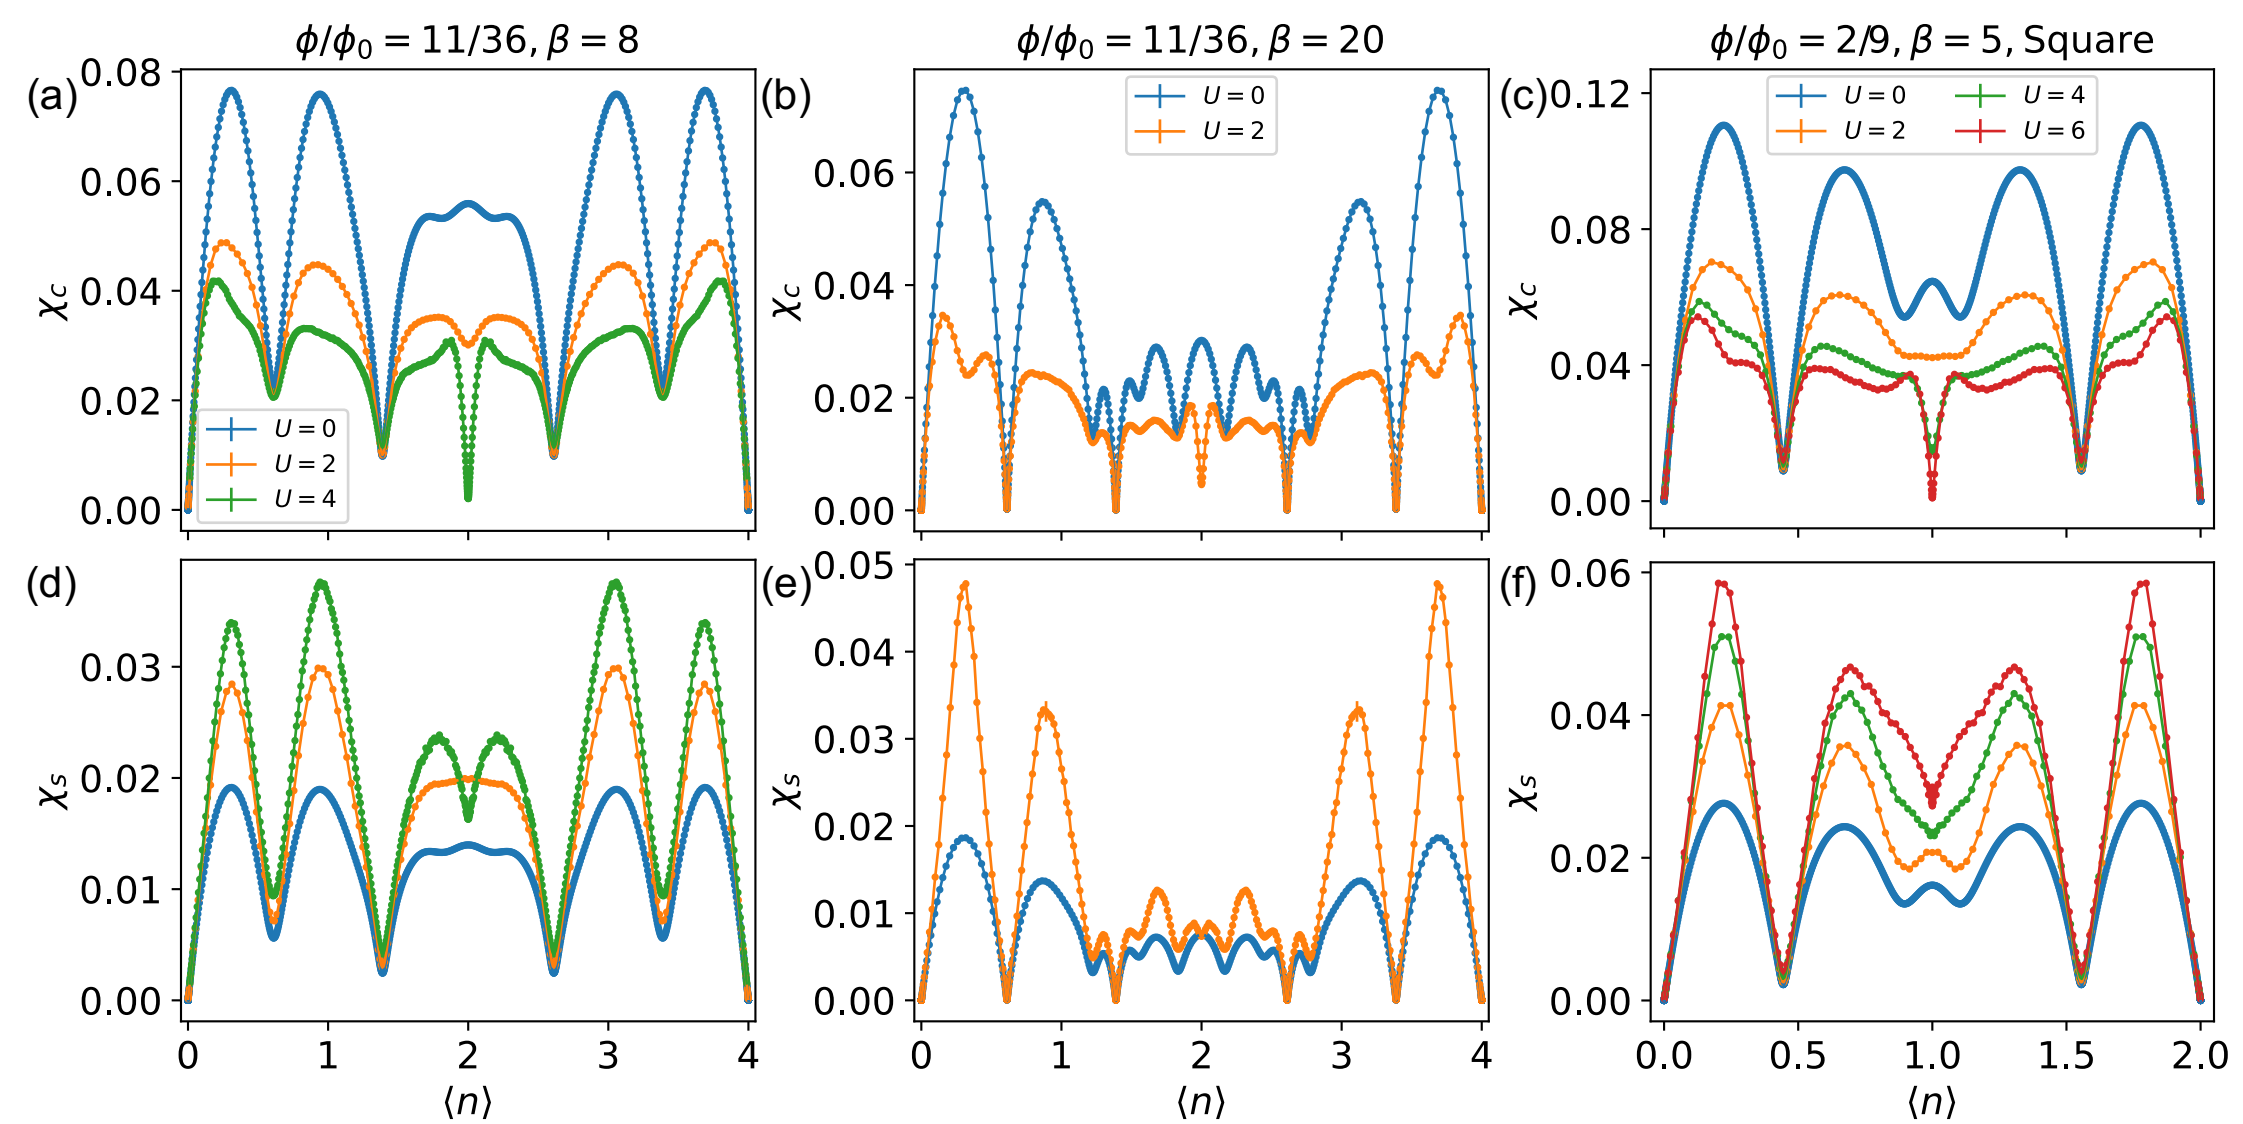 ϕ/ϕ₀ = 11/36, β = 8
ϕ/ϕ₀ = 11/36, β = 20
ϕ/ϕ₀ = 2/9, β = 5, Square
(a)
χc
0.08
0.06
0.04
0.02
0.00
U = 0
U = 2
U = 4
(b)
χc
0.06
0.04
0.02
0.00
U = 0
U = 2
(c)
χc
0.12
0.08
0.04
0.00
U = 0
U = 2
U = 4
U = 6
(d)
χs
0.03
0.02
0.01
0.00
0 1 2 3 4
⟨n⟩
(e)
χs
0.05
0.04
0.03
0.02
0.01
0.00
0 1 2 3 4
⟨n⟩
(f)
χs
0.06
0.04
0.02
0.00
0.0 0.5 1.0 1.5 2.0
⟨n⟩